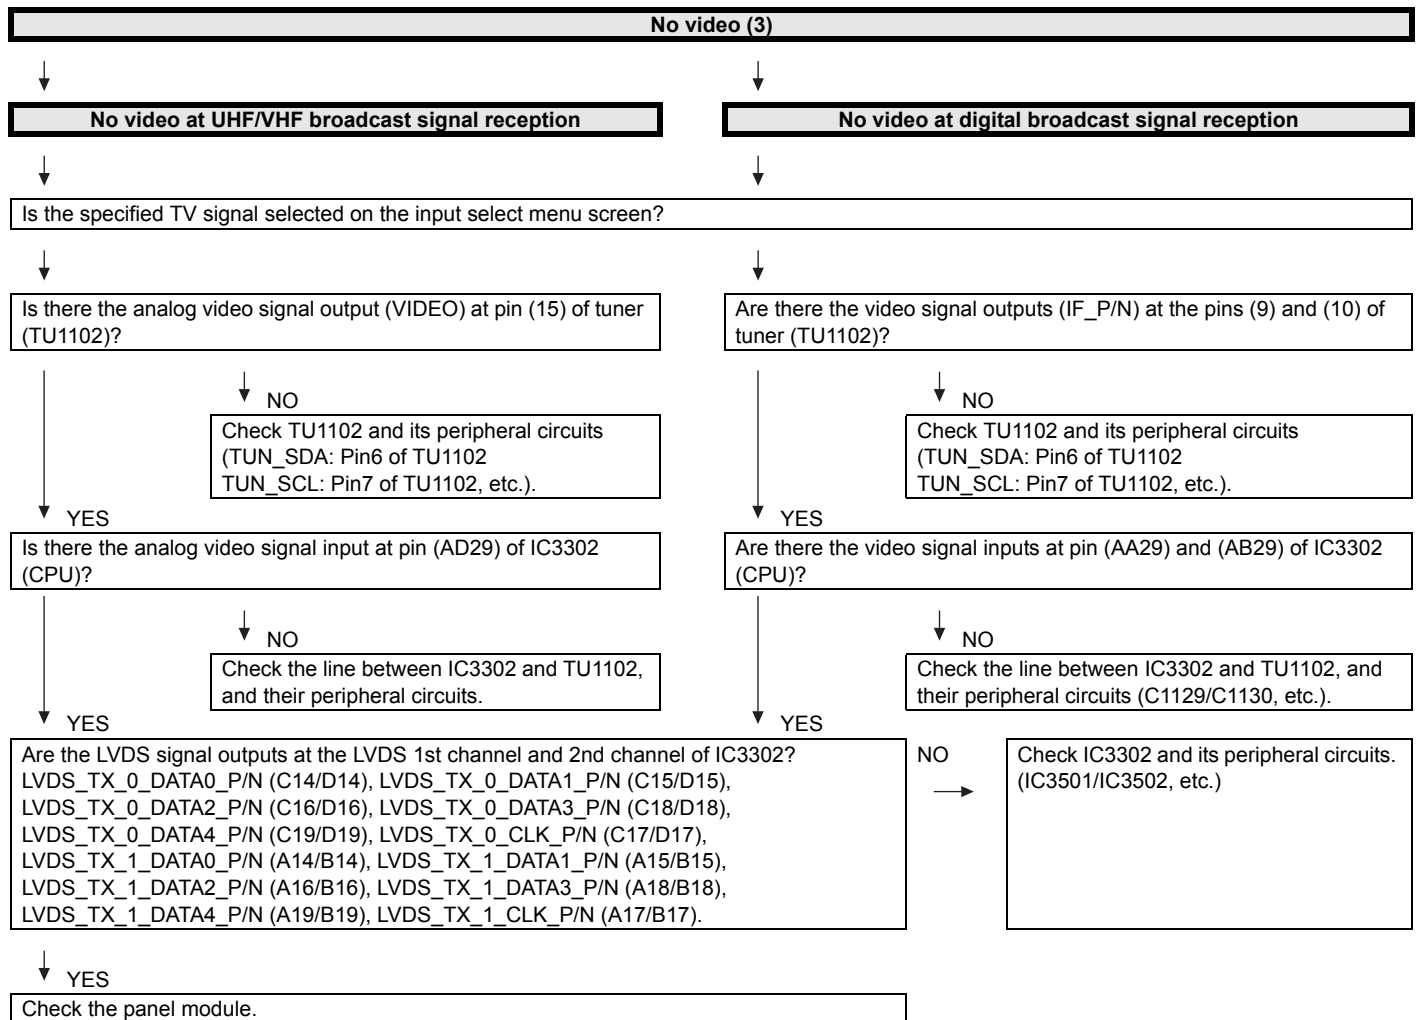 No video (3)
No video at UHF/VHF broadcast signal reception
No video at digital broadcast signal reception
Is the specified TV signal selected on the input select menu screen?
Is there the analog video signal output (VIDEO) at pin (15) of tuner
(TU1102)?
Are there the video signal outputs (IF_P/N) at the pins (9) and (10) of
tuner (TU1102)?
NO
Check TU1102 and its peripheral circuits
(TUN_SDA: Pin6 of TU1102
TUN_SCL: Pin7 of TU1102, etc.).
NO
Check TU1102 and its peripheral circuits
(TUN_SDA: Pin6 of TU1102
TUN_SCL: Pin7 of TU1102, etc.).
YES
YES
Is there the analog video signal input at pin (AD29) of IC3302
(CPU)?
Are there the video signal inputs at pin (AA29) and (AB29) of IC3302
(CPU)?
NO
Check the line between IC3302 and TU1102,
and their peripheral circuits.
NO
Check the line between IC3302 and TU1102, and
their peripheral circuits (C1129/C1130, etc.).
YES
YES
Are the LVDS signal outputs at the LVDS 1st channel and 2nd channel of IC3302?
LVDS_TX_0_DATA0_P/N (C14/D14), LVDS_TX_0_DATA1_P/N (C15/D15),
LVDS_TX_0_DATA2_P/N (C16/D16), LVDS_TX_0_DATA3_P/N (C18/D18),
LVDS_TX_0_DATA4_P/N (C19/D19), LVDS_TX_0_CLK_P/N (C17/D17),
LVDS_TX_1_DATA0_P/N (A14/B14), LVDS_TX_1_DATA1_P/N (A15/B15),
LVDS_TX_1_DATA2_P/N (A16/B16), LVDS_TX_1_DATA3_P/N (A18/B18),
LVDS_TX_1_DATA4_P/N (A19/B19), LVDS_TX_1_CLK_P/N (A17/B17).
NO
Check IC3302 and its peripheral circuits.
(IC3501/IC3502, etc.)
YES
Check the panel module.